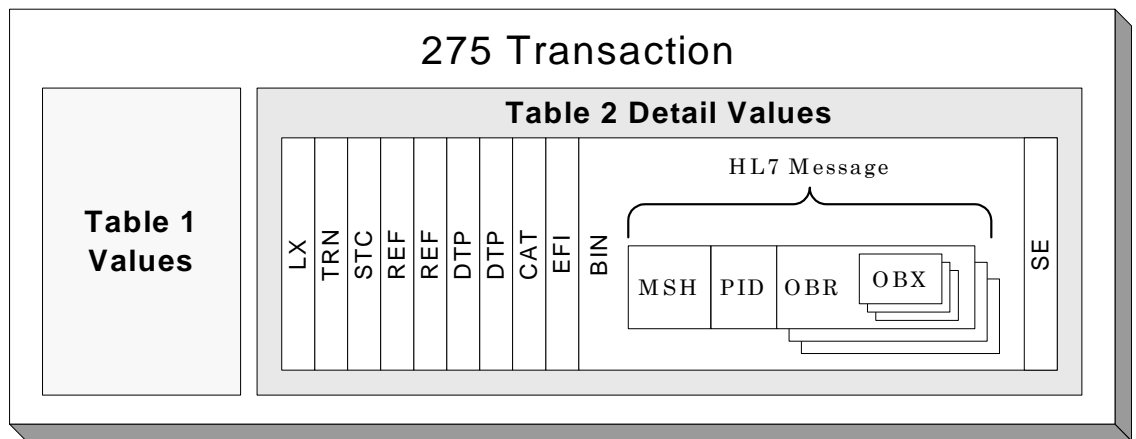 275 Transaction
Table 1
Values
Table 2 Detail Values
LX
TRN
STC
REF
REF
DTP
DTP
CAT
EFI
BIN
HL7 Message
MSH
PID
OBR
OBX
SE